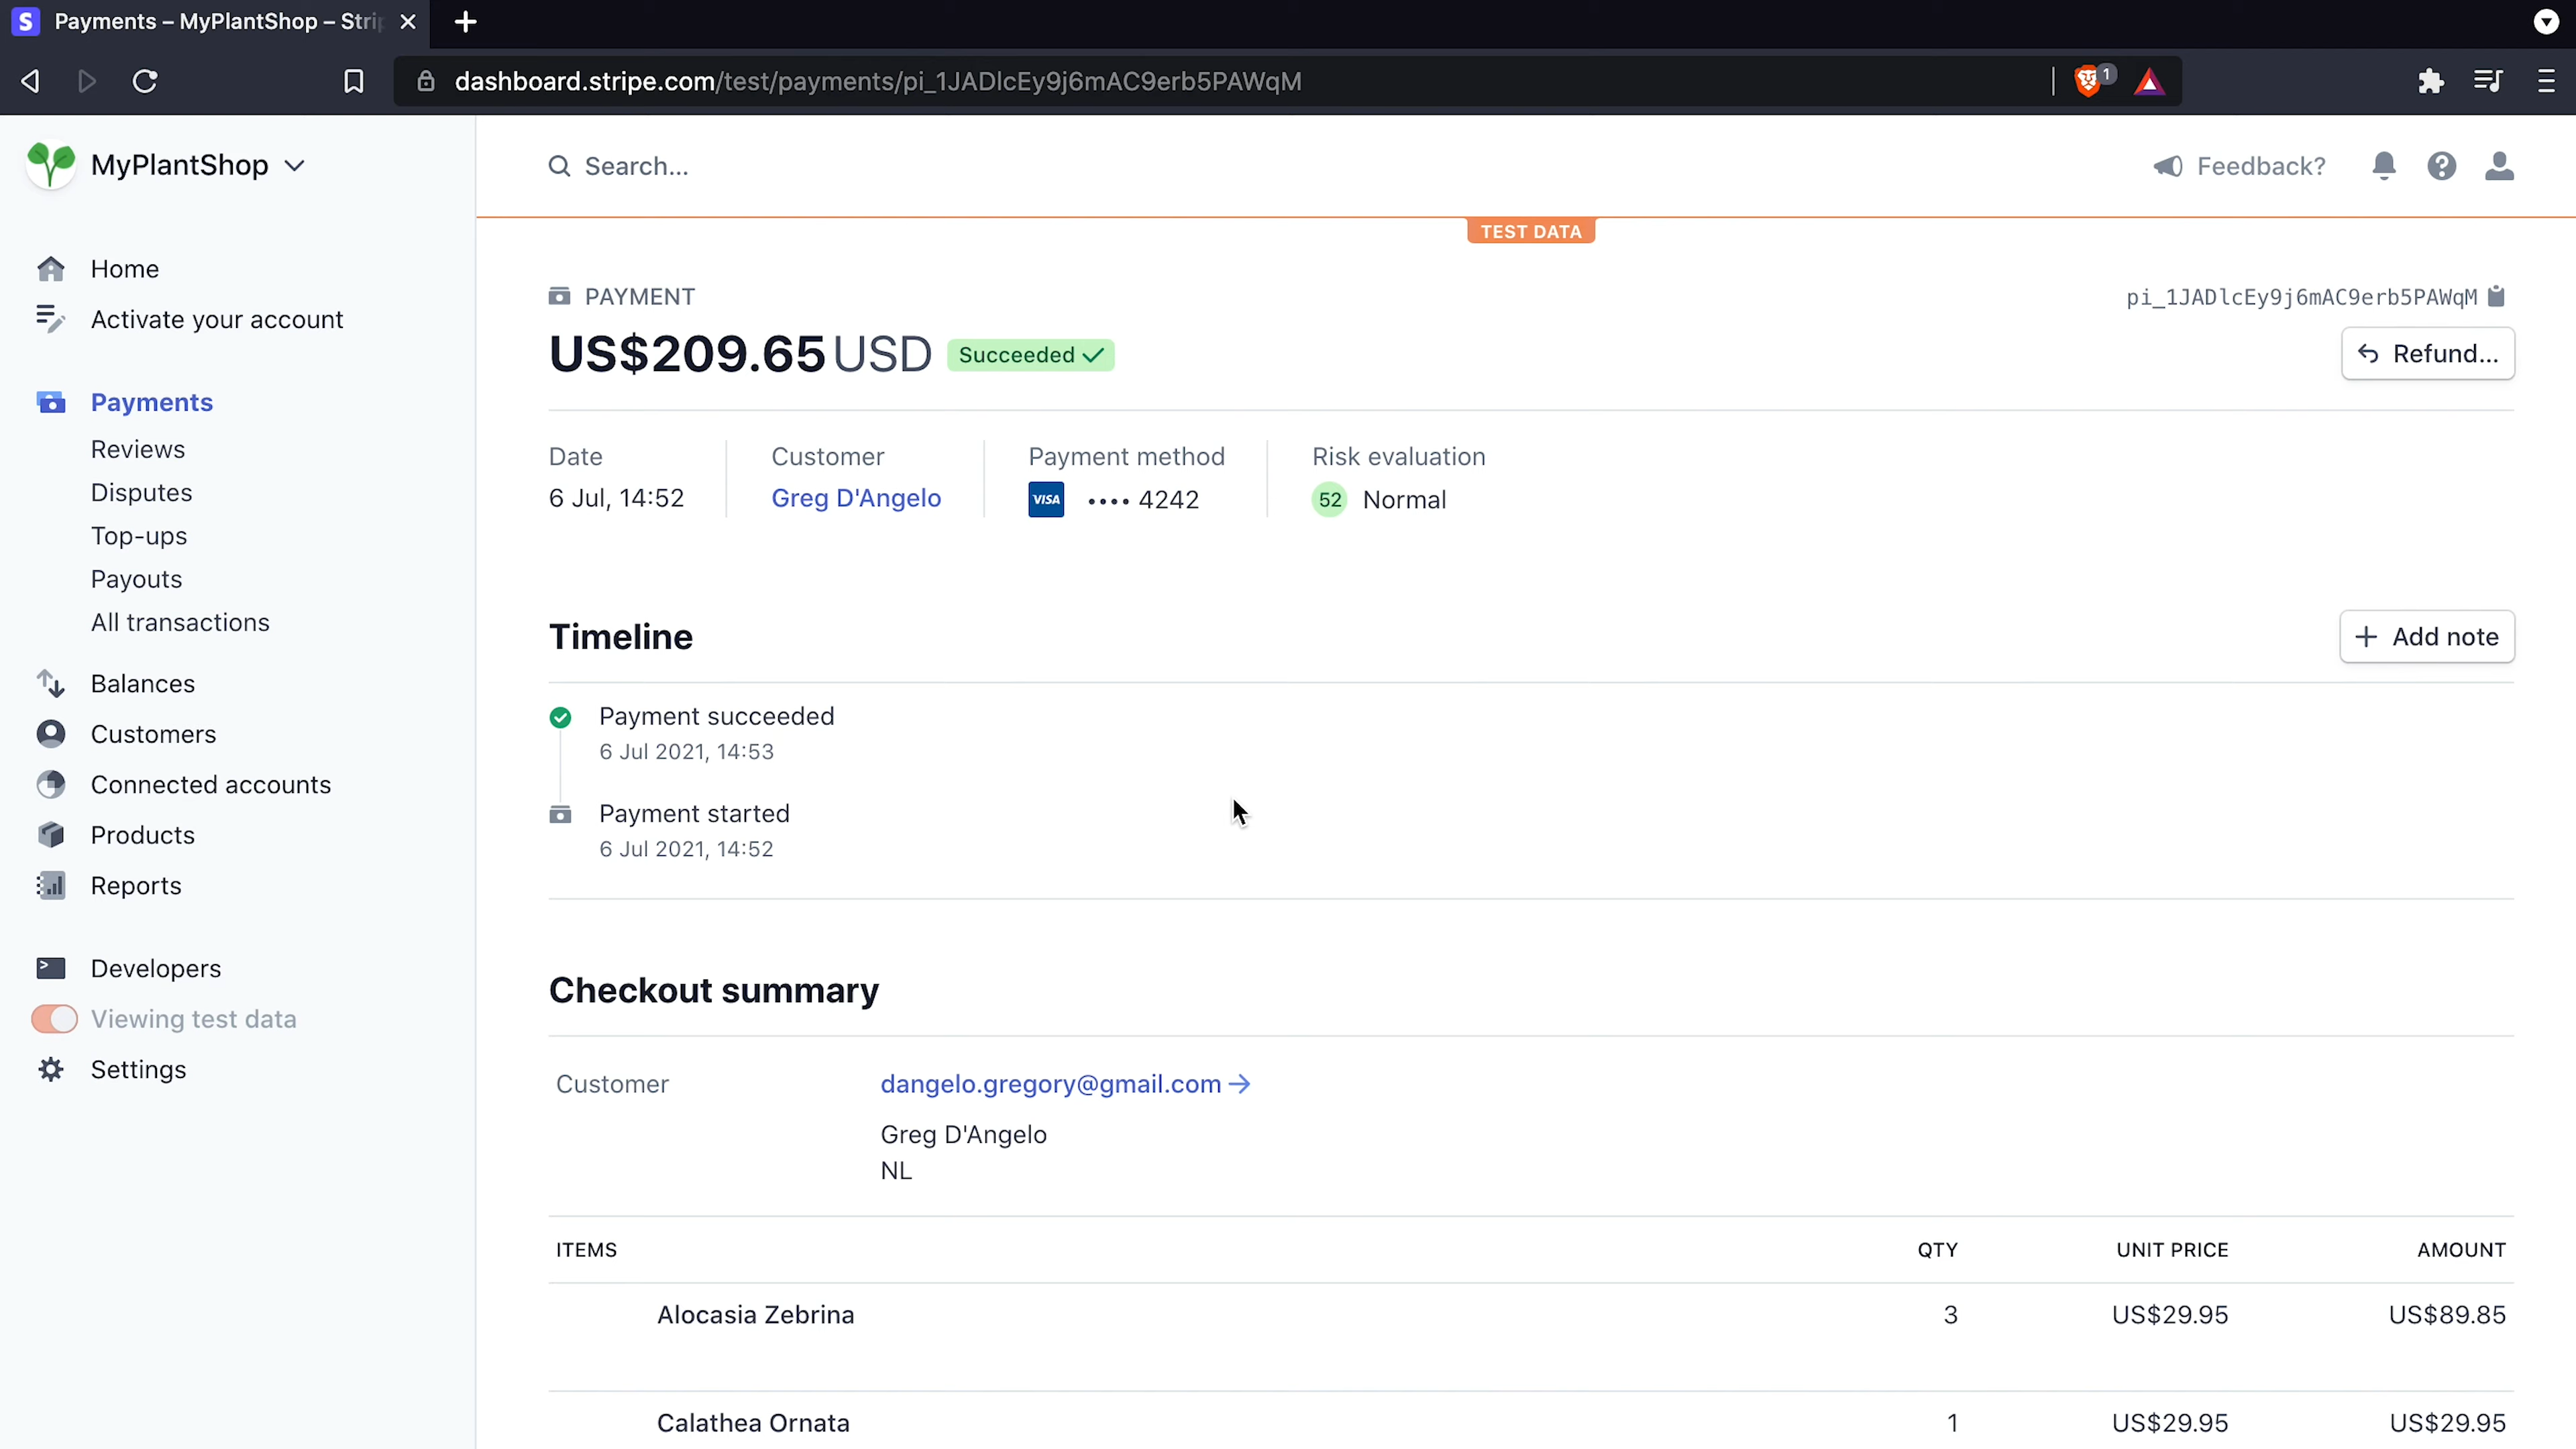 Payments – MyPlantShop – Strip
dashboard.stripe.com/test/payments/pi_1JADlcEy9j6mAC9erb5PAWqM
1
MyPlantShop
Search...
Feedback?
Home
Activate your account
Payments
Reviews
Disputes
Top-ups
Payouts
All transactions
Balances
Customers
Connected accounts
Products
Reports
Developers
Viewing test data
Settings
TEST DATA
PAYMENT
pi_1JADlcEy9j6mAC9erb5PAWqM
US$209.65 USD Succeeded
Refund...
Date
Customer
Payment method
Risk evaluation
6 Jul, 14:52
Greg D'Angelo
VISA •••• 4242
52 Normal
Timeline
Add note
Payment succeeded
6 Jul 2021, 14:53
Payment started
6 Jul 2021, 14:52
Checkout summary
Customer
dangelo.gregory@gmail.com
Greg D'Angelo
NL
ITEMS QTY UNIT PRICE AMOUNT
Alocasia Zebrina 3 US$29.95 US$89.85
Calathea Ornata 1 US$29.95 US$29.95